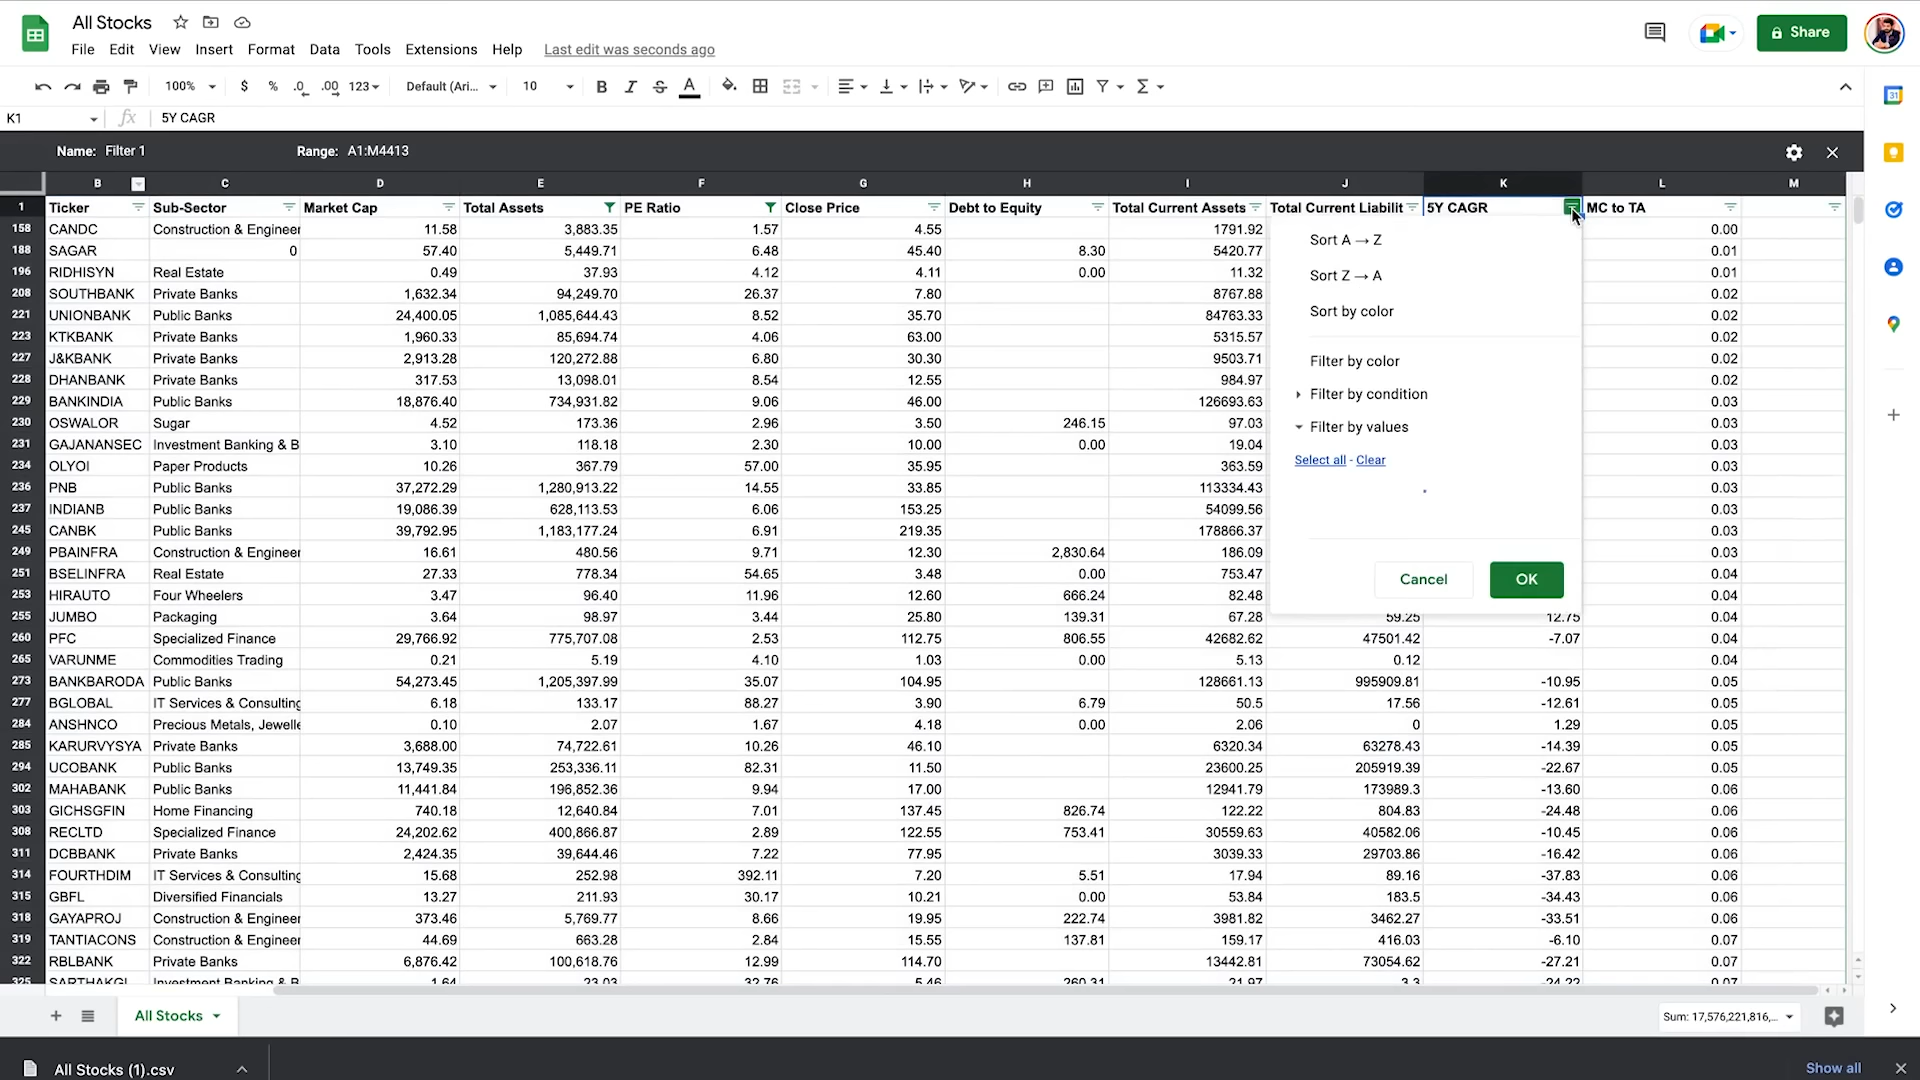 All Stocks
File Edit View Insert Format Data Tools Extensions Help Last edit was seconds ago
Share
100% $ % .0 .00 123 Default (Ari... 10
K1 fx 5Y CAGR
Name: Filter 1 Range: A1:M4413
B C D E F G H I J K L M
1 Ticker Sub-Sector Market Cap Total Assets PE Ratio Close Price Debt to Equity Total Current Assets Total Current Liabilit 5Y CAGR MC to TA
158 CANDC Construction & Engineer 11.58 3,883.35 1.57 4.55 1791.92 0.00
188 SAGAR 0 57.40 5,449.71 6.48 45.40 8.30 5420.77 0.01
196 RIDHISYN Real Estate 0.49 37.93 4.12 4.11 0.00 11.32 0.01
208 SOUTHBANK Private Banks 1,632.34 94,249.70 26.37 7.80 8767.88 0.02
221 UNIONBANK Public Banks 24,400.05 1,085,644.43 8.52 35.70 84763.33 0.02
223 KTKBANK Private Banks 1,960.33 85,694.74 4.06 63.00 5315.57 0.02
227 J&KBANK Private Banks 2,913.28 120,272.88 6.80 30.30 9503.71 0.02
228 DHANBANK Private Banks 317.53 13,098.01 8.54 12.55 984.97 0.02
229 BANKINDIA Public Banks 18,876.40 734,931.82 9.06 46.00 126693.63 0.03
230 OSWALOR Sugar 4.52 173.36 2.96 3.50 246.15 97.03 0.03
231 GAJANANSEC Investment Banking & B 3.10 118.18 2.30 10.00 0.00 19.04 0.03
234 OLYOI Paper Products 10.26 367.79 57.00 35.95 363.59 0.03
236 PNB Public Banks 37,272.29 1,280,913.22 14.55 33.85 113334.43 0.03
237 INDIANB Public Banks 19,086.39 628,113.53 6.06 153.25 54099.56 0.03
245 CANBK Public Banks 39,792.95 1,183,177.24 6.91 219.35 178866.37 0.03
249 PBAINFRA Construction & Engineer 16.61 480.56 9.71 12.30 2,830.64 186.09 0.03
251 BSELINFRA Real Estate 27.33 778.34 54.65 3.48 0.00 753.47 0.04
253 HIRAUTO Four Wheelers 3.47 96.40 11.96 12.60 666.24 82.48 0.04
255 JUMBO Packaging 3.64 98.97 3.44 25.80 139.31 67.28 59.25 12.75 0.04
260 PFC Specialized Finance 29,766.92 775,707.08 2.53 112.75 806.55 42682.62 47501.42 -7.07 0.04
265 VARUNME Commodities Trading 0.21 5.19 4.10 1.03 0.00 5.13 0.12 0.04
273 BANKBARODA Public Banks 54,273.45 1,205,397.99 35.07 104.95 128661.13 995909.81 -10.95 0.05
277 BGLOBAL IT Services & Consulting 6.18 133.17 88.27 3.90 6.79 50.5 17.56 -12.61 0.05
284 ANSHNCO Precious Metals, Jewelle 0.10 2.07 1.67 4.18 0.00 2.06 0 1.29 0.05
285 KARURVYSYA Private Banks 3,688.00 74,722.61 10.26 46.10 6320.34 63278.43 -14.39 0.05
294 UCOBANK Public Banks 13,749.35 253,336.11 82.31 11.50 23600.25 205919.39 -22.67 0.05
302 MAHABANK Public Banks 11,441.84 196,852.36 9.94 17.00 12941.79 173989.3 -13.60 0.06
303 GICHSGFIN Home Financing 740.18 12,640.84 7.01 137.45 826.74 122.22 804.83 -24.48 0.06
308 RECLTD Specialized Finance 24,202.62 400,866.87 2.89 122.55 753.41 30559.63 40582.06 -10.45 0.06
311 DCBBANK Private Banks 2,424.35 39,644.46 7.22 77.95 3039.33 29703.86 -16.42 0.06
314 FOURTHDIM IT Services & Consulting 15.68 252.98 392.11 7.20 5.51 17.94 89.16 -37.83 0.06
315 GBFL Diversified Financials 13.27 211.93 30.17 10.21 0.00 53.84 183.5 -34.43 0.06
318 GAYAPROJ Construction & Engineer 373.46 5,769.77 8.66 19.95 222.74 3981.82 3462.27 -33.51 0.06
319 TANTIACONS Construction & Engineer 44.69 663.28 2.84 15.55 137.81 159.17 416.03 -6.10 0.07
322 RBLBANK Private Banks 6,876.42 100,618.76 12.99 114.70 13442.81 73054.62 -27.21 0.07
325 SARTHAKGL Investment Banking & B 1.64 23.03 32.76 5.46 260.31 21.97 3.3 -24.22 0.07
Sort A → Z
Sort Z → A
Sort by color
Filter by color
Filter by condition
Filter by values
Select all - Clear
Cancel OK
All Stocks
Sum: 17,576,221,816,...
All Stocks (1).csv
Show all
31